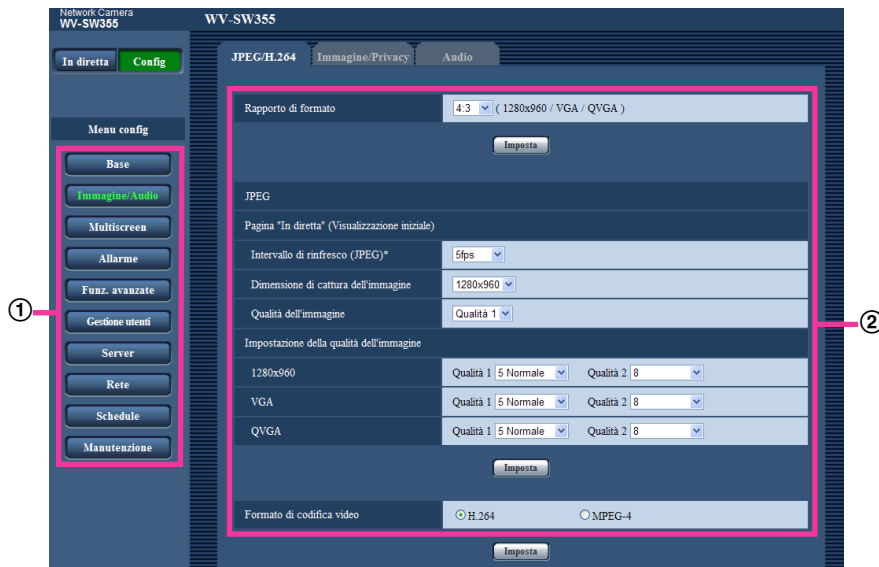 Network Camera
WV-SW355
WV-SW355
In diretta Config
JPEG/H.264 Immagine/Privacy Audio
Menu config
Base
Immagine/Audio
Multiscreen
Allarme
Funz. avanzate
Gestione utenti
Server
Rete
Schedule
Manutenzione
①
Rapporto di formato 4:3 ( 1280x960 / VGA / QVGA )
Imposta
JPEG
Pagina "In diretta" (Visualizzazione iniziale)
Intervallo di rinfresco (JPEG)* 5fps
Dimensione di cattura dell'immagine 1280x960
Qualità dell'immagine Qualità 1
Impostazione della qualità dell'immagine
1280x960 Qualità 1 5 Normale Qualità 2 8
VGA Qualità 1 5 Normale Qualità 2 8
QVGA Qualità 1 5 Normale Qualità 2 8
Imposta
Formato di codifica video H.264 MPEG-4
Imposta
②